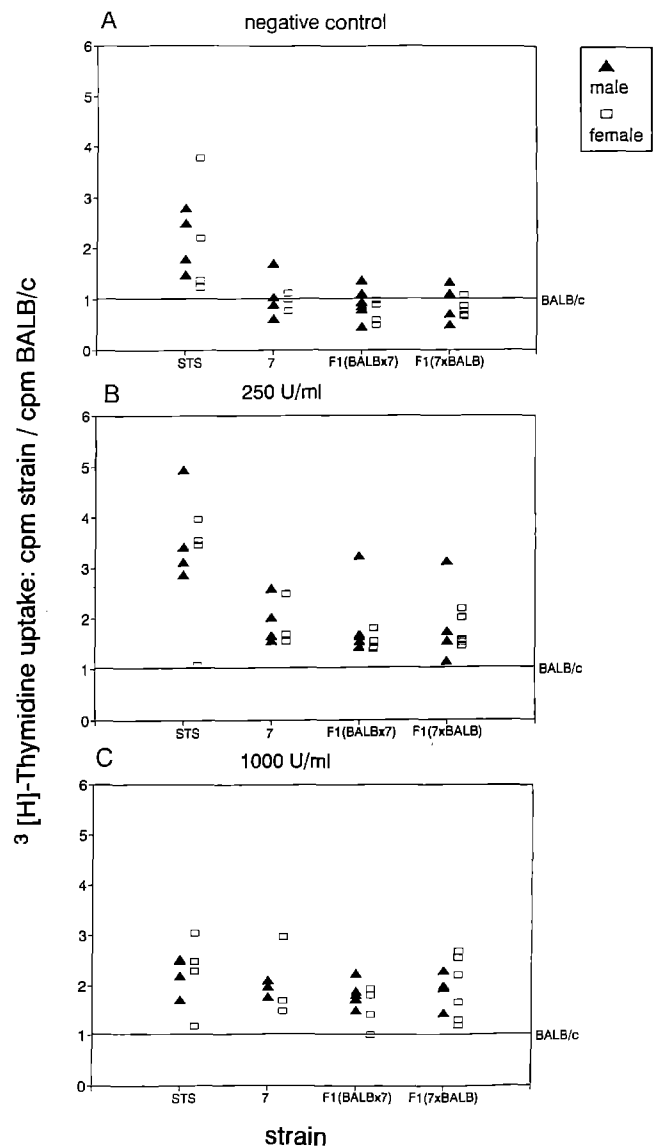 A
negative control
male
female
6
5
4
3
2
1
0
BALB/c
STS 7 F1(BALBx7) F1(7xBALB)
B
250 U/ml
6
5
4
3
2
1
0
BALB/c
STS 7 F1(BALBx7) F1(7xBALB)
C
1000 U/ml
6
5
4
3
2
1
0
BALB/c
STS 7 F1(BALBx7) F1(7xBALB)
3 [H]-Thymidine uptake: cpm strain / cpm BALB/c
strain